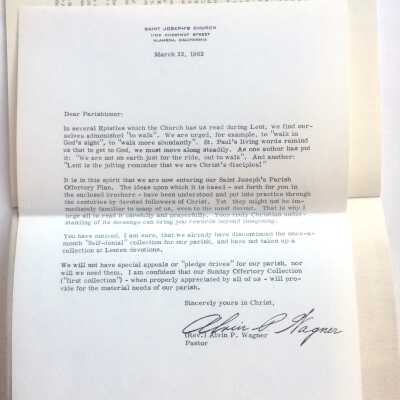 SAINT JOSEPH'S CHURCH
1109 CHESTNUT STREET
ALAMEDA, CALIFORNIA
March 22, 1962
Dear Parishioner:
In several Epistles which the Church has us read during Lent, we find our-
selves admonished "to walk". We are urged, for example, to "walk in
God's sight", to "walk more abundantly". St. Paul's living words remind
us that to get to God, we must move along steadily. As one author has put
it: "We are not on earth just for the ride, but to walk". And another:
"Lent is the jolting reminder that we are Christ's disciples!"
It is in this spirit that we are now entering our Saint Joseph's Parish
Offertory Plan. The ideas upon which it is based - set forth for you in
the enclosed brochure - have been understood and put into practice through
the centuries by devoted followers of Christ. Yet they might not be im-
mediately familiar to many of us, even to the most devout. That is why I
urge all to read it carefully and prayerfully. Your truly Christian under-
standing of its message can bring you rewards beyond imagining.
You have noticed, I am sure, that we already have discontinued the once-a-
month "Self-denial" collection for our parish, and have not taken up a
collection at Lenten devotions.
We will not have special appeals or "pledge drives" for our parish, nor
will we need them. I am confident that our Sunday Offertory Collection
("first collection") - when properly appreciated by all of us - will pro-
vide for the material needs of our parish.
Sincerely yours in Christ,
Alvin P Wagner
(Rev.) Alvin P. Wagner
Pastor